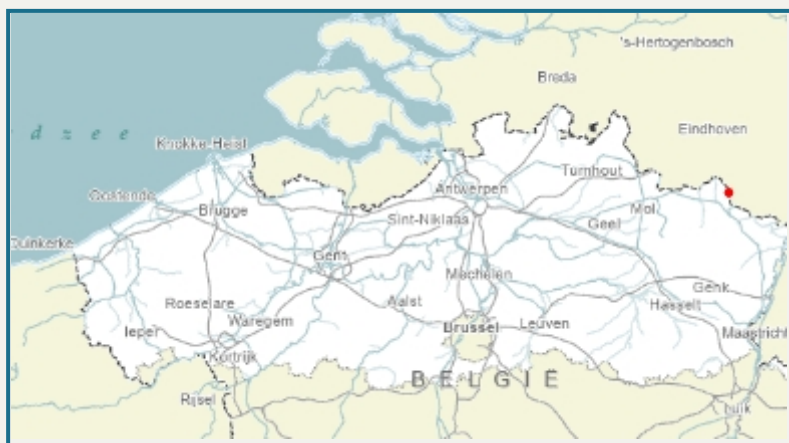 's-Hertogenbosch
Breda
Eindhoven
d z e e
Knokke-Heist
Turnhout
Antwerpen
Oostende
Brugge
Sint-Niklaas
Geel
Mol
Duinkerke
Gent
Mechelen
Genk
Roeselare
Aalst
Hasselt
Ieper
Waregem
Brussel
Leuven
Maastricht
Kortrijk
BELGIË
Rijsel
Luik